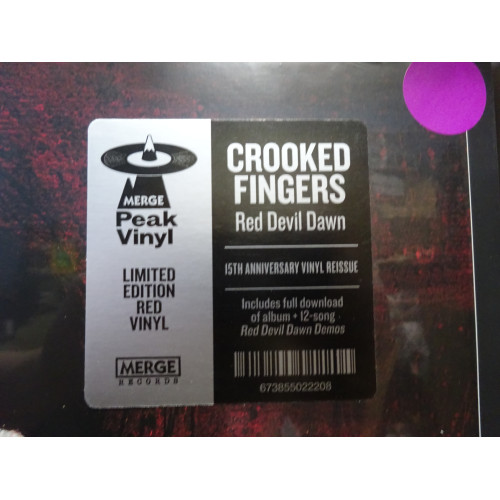 MERGE
Peak
Vinyl
LIMITED
EDITION
RED
VINYL
MERGE
RECORDS
CROOKED
FINGERS
Red Devil Dawn
15TH ANNIVERSARY VINYL REISSUE
Includes full download
of album + 12-song
Red Devil Dawn Demos
673855022208